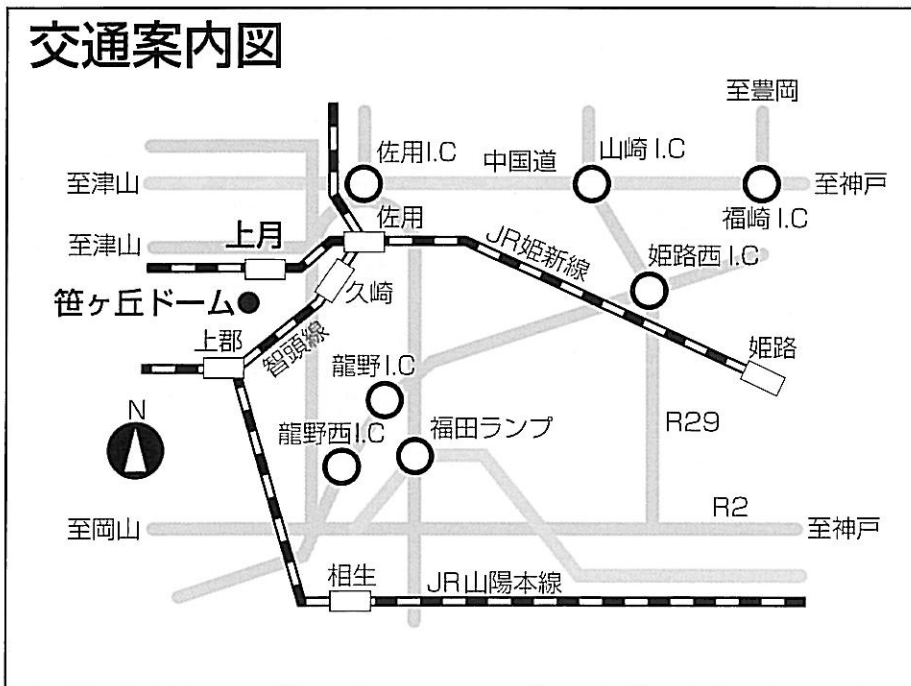 交通案内図
至豊岡
佐用I.C
中国道
山崎I.C
至津山
至神戸
福崎I.C
佐用
至津山
上月
JR姫新線
姫路西I.C
久崎
笹ヶ丘ドーム
上郡
智頭線
龍野I.C
姫路
N
龍野西I.C
福田ランプ
R29
R2
至岡山
至神戸
相生
JR山陽本線